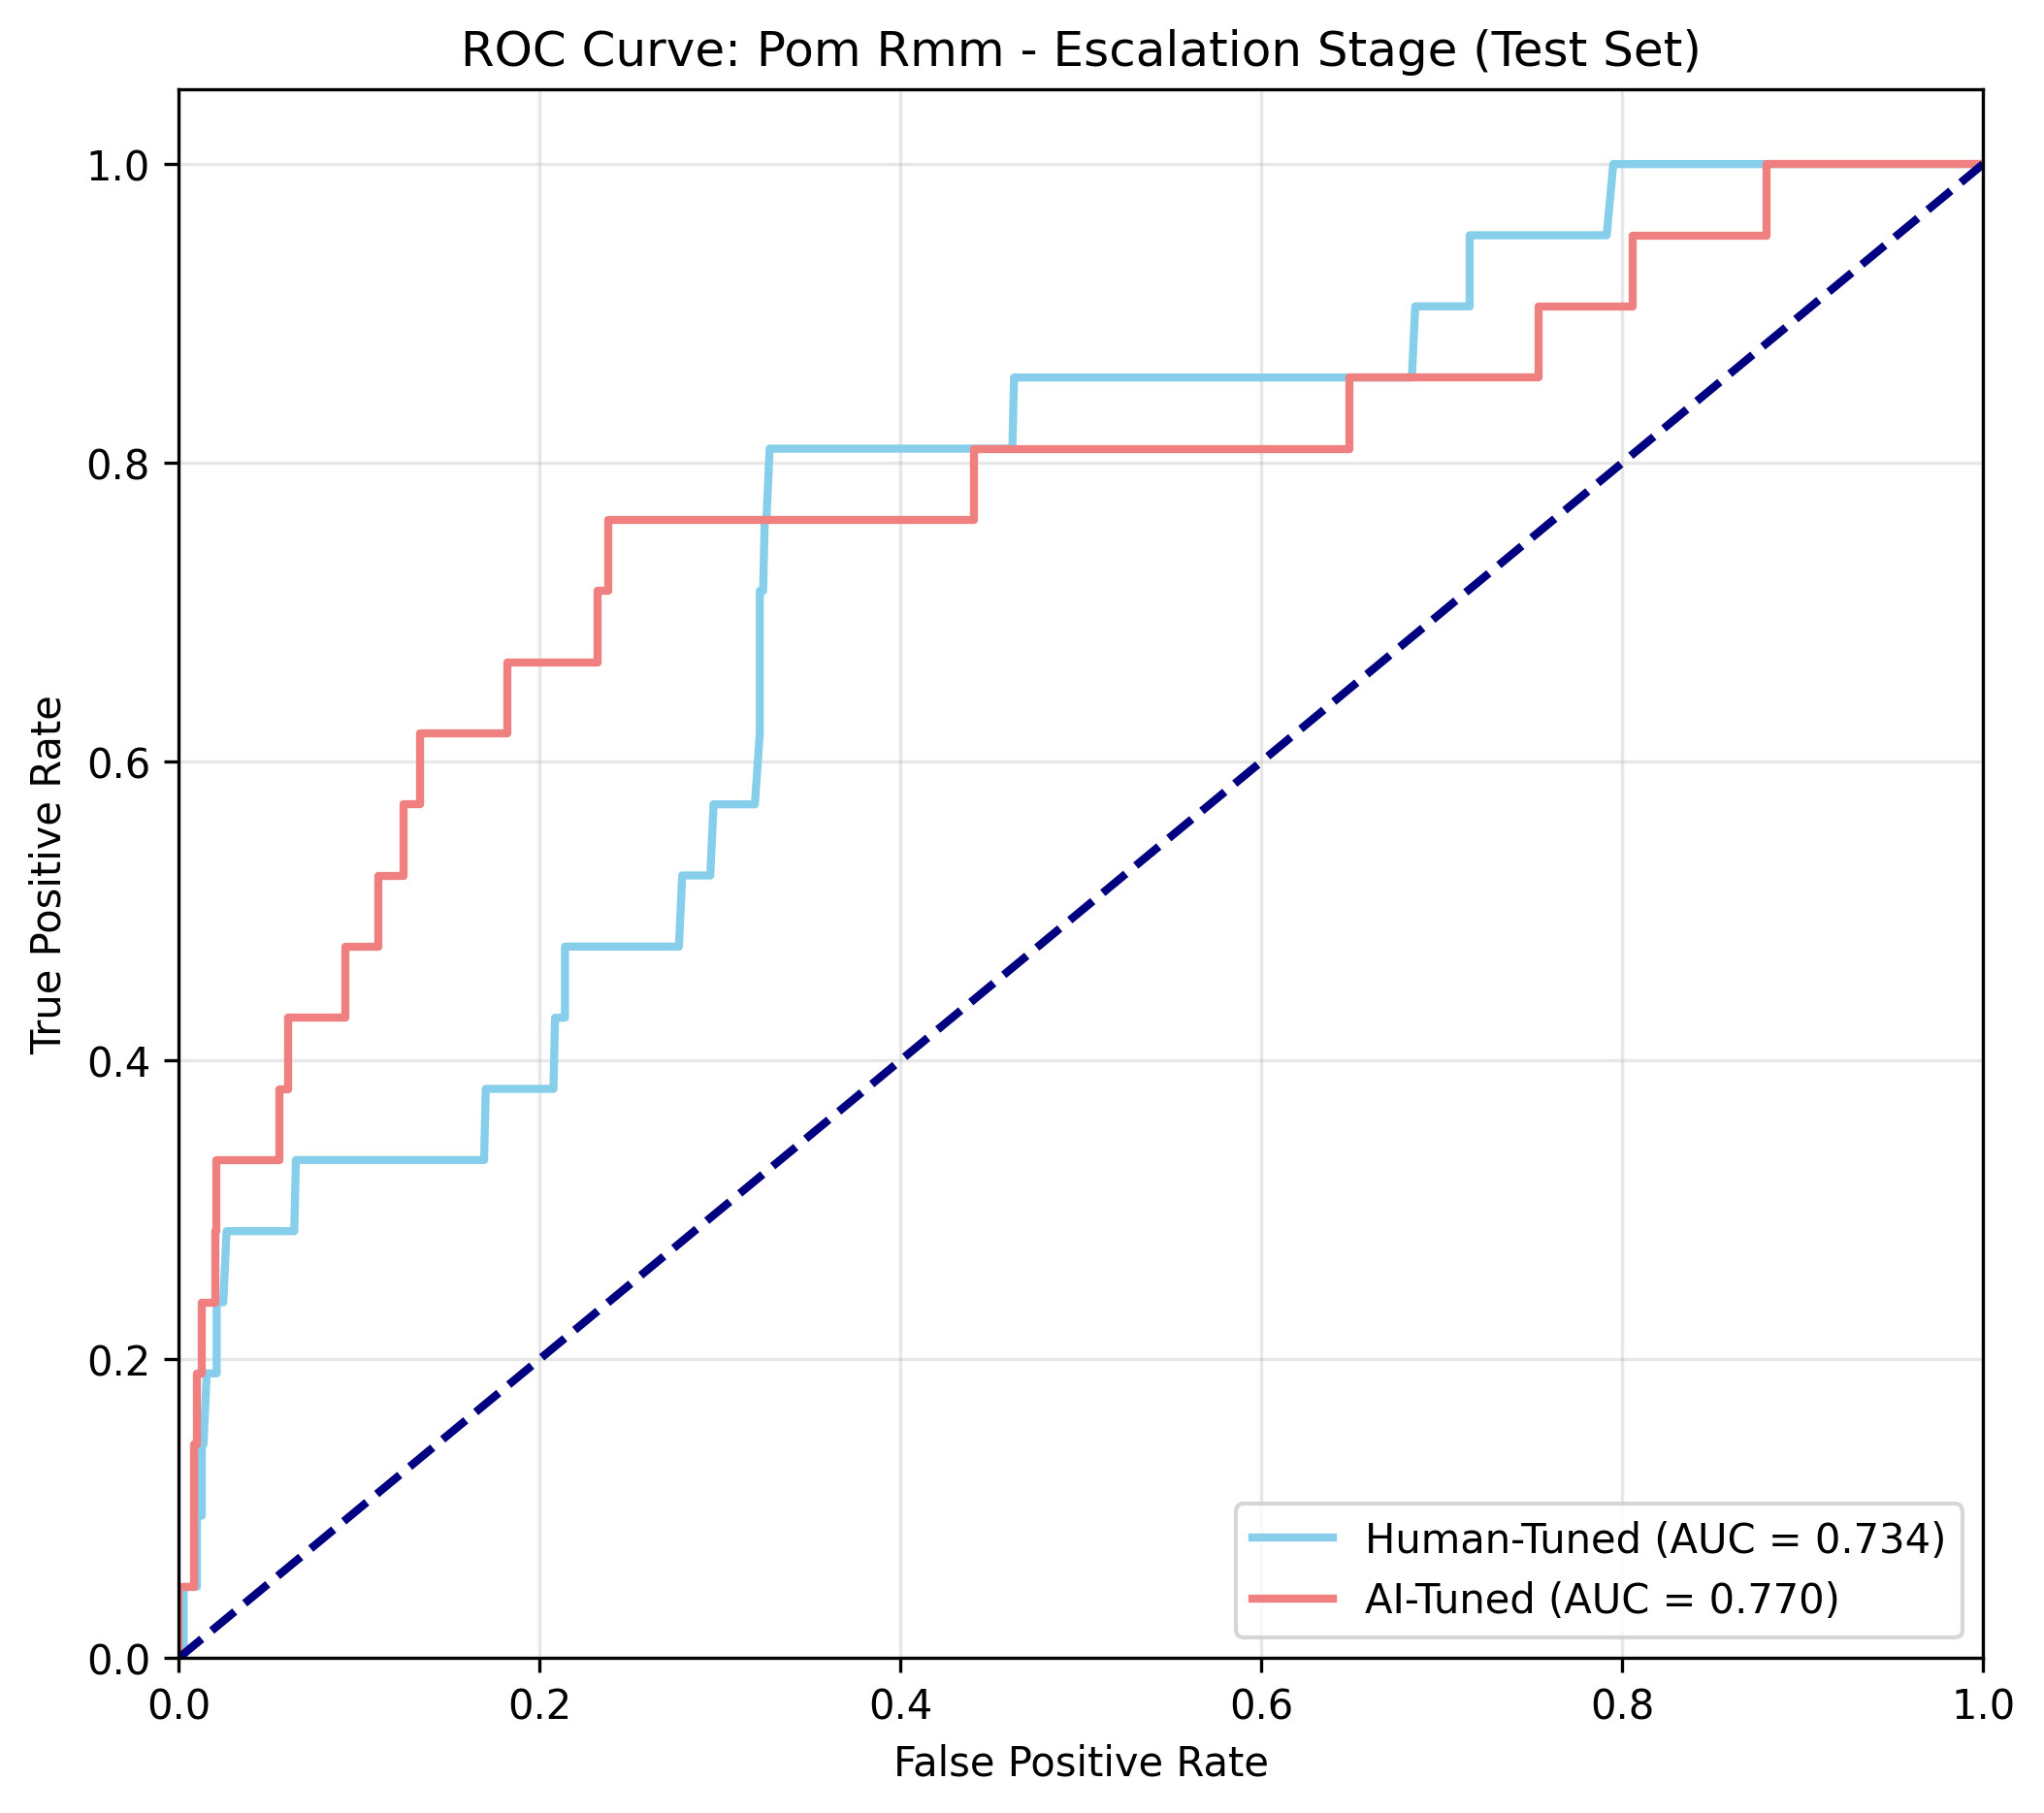 ROC Curve: Pom Rmm - Escalation Stage (Test Set)
True Positive Rate
1.0
0.8
0.6
0.4
0.2
0.0
0.0 0.2 0.4 0.6 0.8 1.0
False Positive Rate
Human-Tuned (AUC = 0.734)
AI-Tuned (AUC = 0.770)